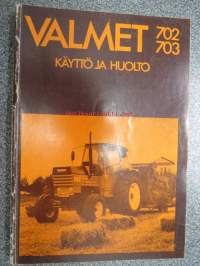 VALMET 702
703
KÄYTTÖ JA HUOLTO